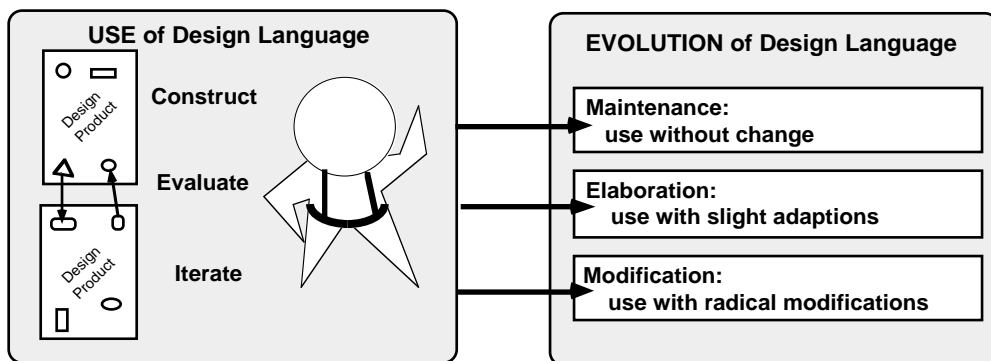 USE of Design Language
Design
Product
Construct
Evaluate
Design
Product
Iterate
EVOLUTION of Design Language
Maintenance:
use without change
Elaboration:
use with slight adaptions
Modification:
use with radical modifications